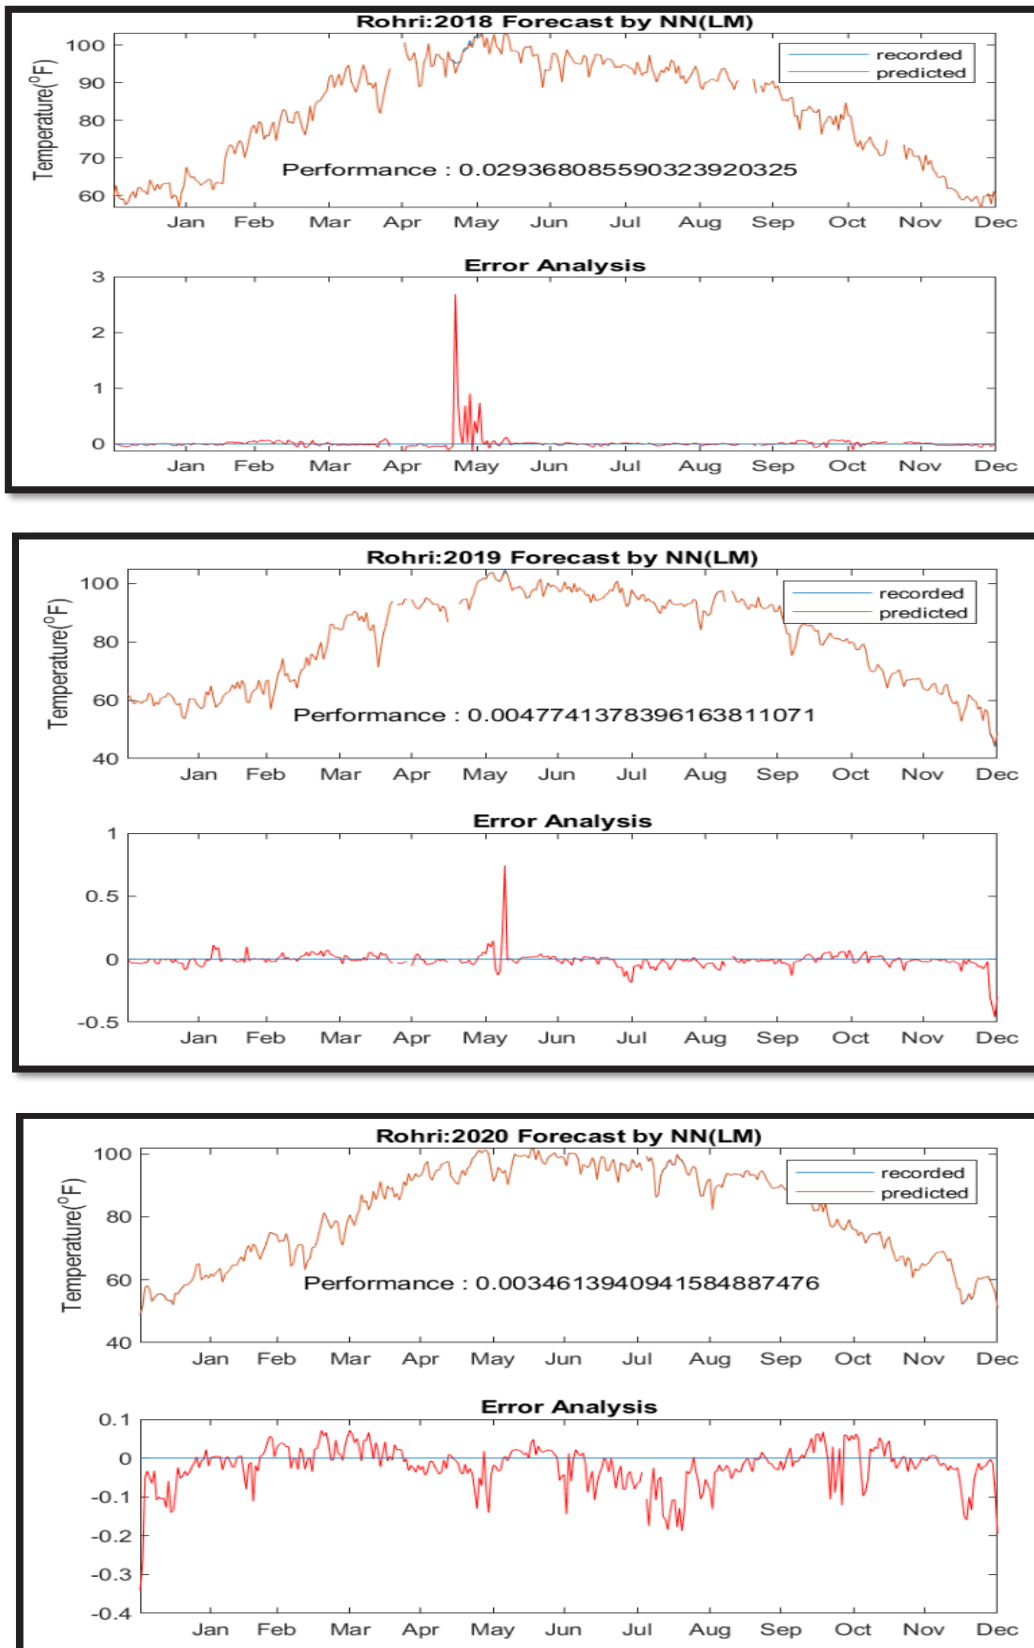 Rohri:2018 Forecast by NN(LM)
Temperature(⁰F)
100
90
80
70
60
recorded
predicted
Performance : 0.029368085590323920325
Jan Feb Mar Apr May Jun Jul Aug Sep Oct Nov Dec
Error Analysis
3
2
1
0
Jan Feb Mar Apr May Jun Jul Aug Sep Oct Nov Dec
Rohri:2019 Forecast by NN(LM)
Temperature(⁰F)
100
80
60
40
recorded
predicted
Performance : 0.0047741378396163811071
Jan Feb Mar Apr May Jun Jul Aug Sep Oct Nov Dec
Error Analysis
1
0.5
0
-0.5
Jan Feb Mar Apr May Jun Jul Aug Sep Oct Nov Dec
Rohri:2020 Forecast by NN(LM)
Temperature(⁰F)
100
80
60
40
recorded
predicted
Performance : 0.0034613940941584887476
Jan Feb Mar Apr May Jun Jul Aug Sep Oct Nov Dec
Error Analysis
0.1
0
-0.1
-0.2
-0.3
-0.4
Jan Feb Mar Apr May Jun Jul Aug Sep Oct Nov Dec